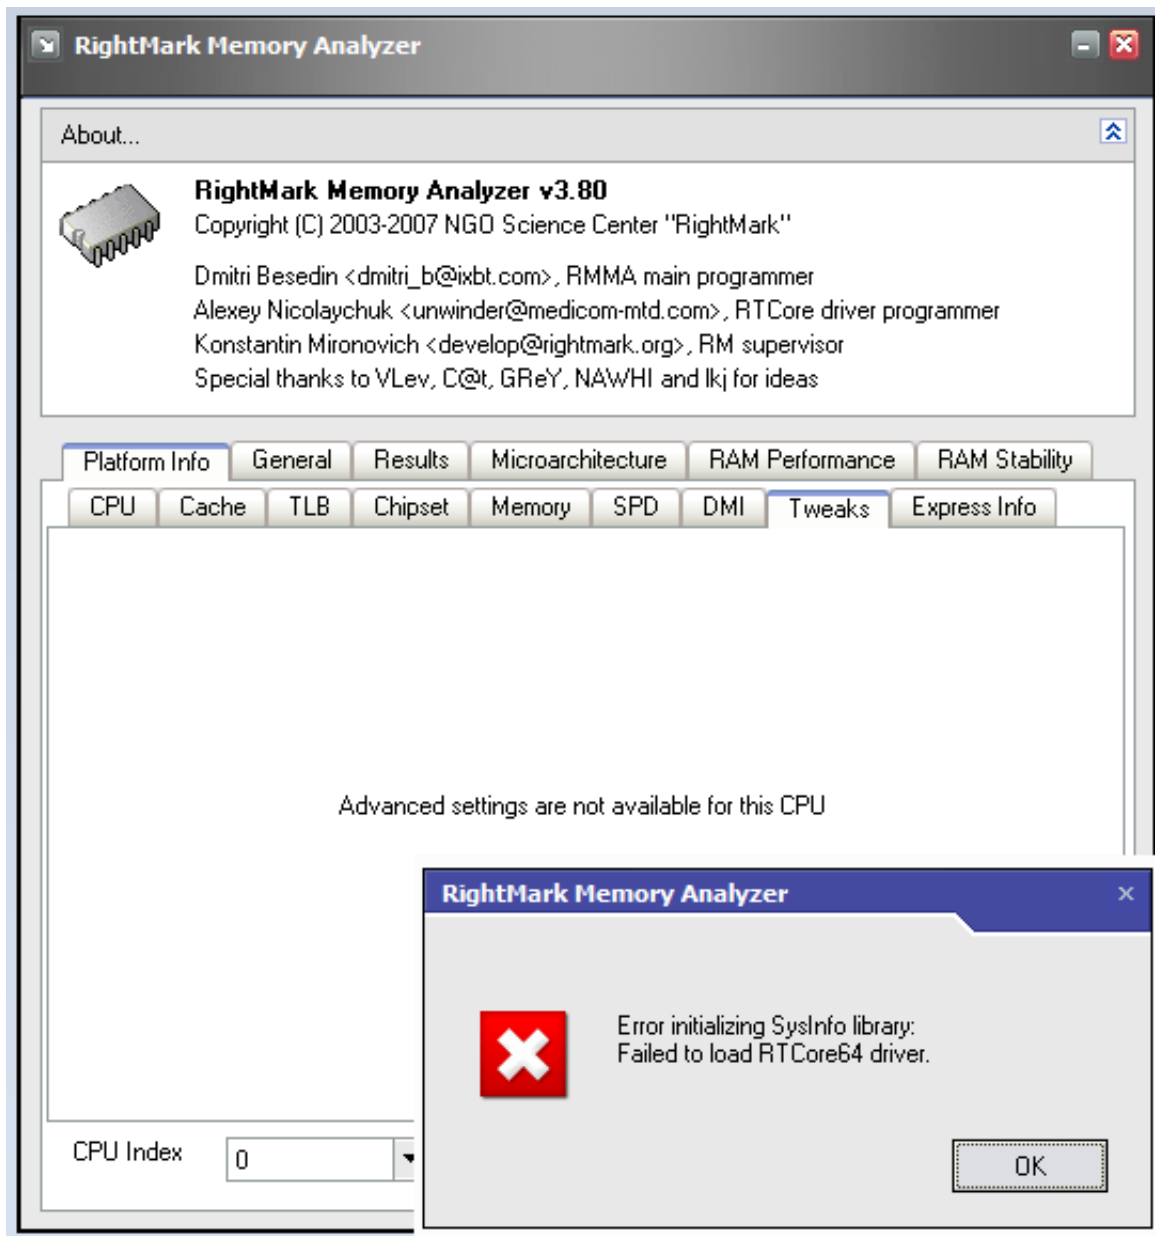 RightMark Memory Analyzer
About...
RightMark Memory Analyzer v3.80
Copyright (C) 2003-2007 NGO Science Center "RightMark"
Dmitri Besedin <dmitri_b@ixbt.com>, RMMA main programmer
Alexey Nicolaychuk <unwinder@medicom-mtd.com>, RTCore driver programmer
Konstantin Mironovich <develop@rightmark.org>, RM supervisor
Special thanks to VLev, C@t, GReY, NAWHI and lkj for ideas
Platform Info General Results Microarchitecture RAM Performance RAM Stability
CPU Cache TLB Chipset Memory SPD DMI Tweaks Express Info
Advanced settings are not available for this CPU
CPU Index 0
RightMark Memory Analyzer
Error initializing SysInfo library:
Failed to load RTCore64 driver.
OK